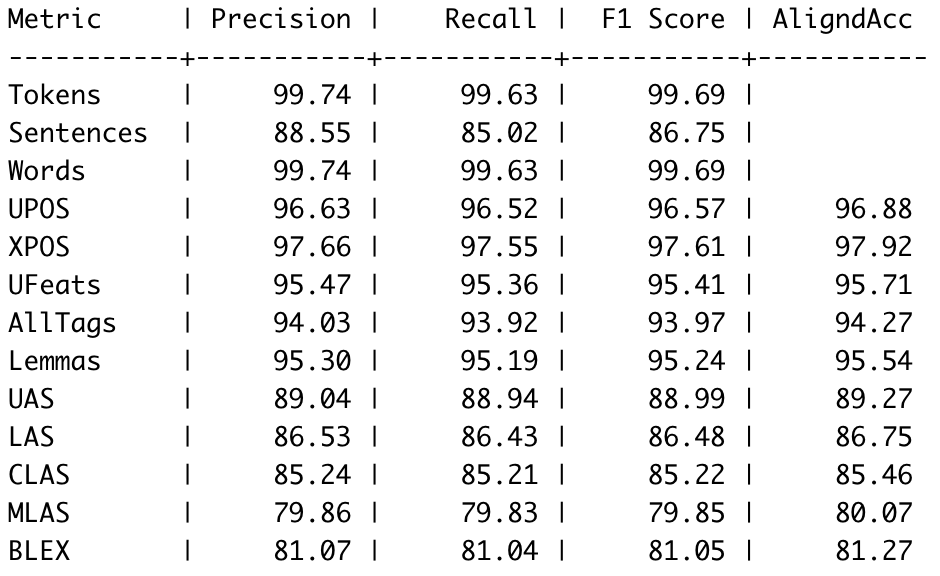 Metric     | Precision |    Recall |  F1 Score | AligndAcc
-----------+-----------+-----------+-----------+-----------
Tokens     |     99.74 |     99.63 |     99.69 |
Sentences  |     88.55 |     85.02 |     86.75 |
Words      |     99.74 |     99.63 |     99.69 |
UPOS       |     96.63 |     96.52 |     96.57 |     96.88
XPOS       |     97.66 |     97.55 |     97.61 |     97.92
UFeats     |     95.47 |     95.36 |     95.41 |     95.71
AllTags    |     94.03 |     93.92 |     93.97 |     94.27
Lemmas     |     95.30 |     95.19 |     95.24 |     95.54
UAS        |     89.04 |     88.94 |     88.99 |     89.27
LAS        |     86.53 |     86.43 |     86.48 |     86.75
CLAS       |     85.24 |     85.21 |     85.22 |     85.46
MLAS       |     79.86 |     79.83 |     79.85 |     80.07
BLEX       |     81.07 |     81.04 |     81.05 |     81.27